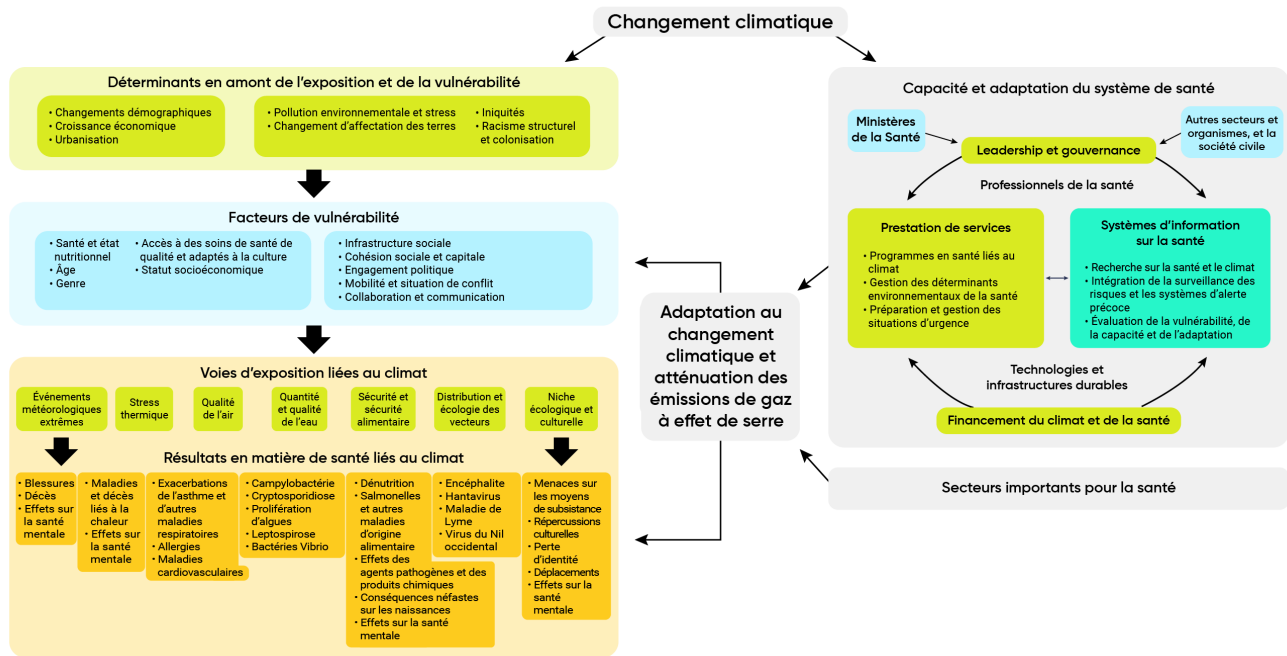 Changement climatique
Déterminants en amont de l'exposition et de la vulnérabilité
• Changements démographiques
• Croissance économique
• Urbanisation
• Pollution environnementale et stress
• Changement d'affectation des terres
• Iniquités
• Racisme structurel
et colonisation
Facteurs de vulnérabilité
• Santé et état
nutritionnel
• Âge
• Genre
• Accès à des soins de santé de
qualité et adaptés à la culture
• Statut socioéconomique
• Infrastructure sociale
• Cohésion sociale et capitale
• Engagement politique
• Mobilité et situation de conflit
• Collaboration et communication
Voies d'exposition liées au climat
Événements
météorologiques
extrêmes
Stress
thermique
Qualité
de l'air
Quantité
et qualité
de l'eau
Sécurité et
sécurité
alimentaire
Distribution et
écologie des
vecteurs
Niche
écologique et
culturelle
Résultats en matière de santé liés au climat
• Blessures
• Décès
• Effets sur
la santé
mentale
• Maladies
et décès
liés à la
chaleur
• Effets sur
la santé
mentale
• Exacerbations
de l'asthme et
d'autres
maladies
respiratoires
• Allergies
• Maladies
cardiovasculaires
• Campylobactérie
• Cryptosporidiose
• Prolifération
d'algues
• Leptospirose
• Bactéries Vibrio
• Dénutrition
• Salmonelles
et autres
maladies
d'origine
alimentaire
• Effets des
agents pathogènes et des
produits chimiques
• Conséquences néfastes
sur les naissances
• Effets sur la santé
mentale
• Encéphalite
• Hantavirus
• Maladie de
Lyme
• Virus du Nil
occidental
• Menaces sur
les moyens
de subsistance
• Répercussions
culturelles
• Perte
d'identité
• Déplacements
• Effets sur la
santé
mentale
Adaptation au
changement
climatique et
atténuation des
émissions de gaz
à effet de serre
Capacité et adaptation du système de santé
Ministères
de la Santé
Autres secteurs et
organismes, et la
société civile
Leadership et gouvernance
Professionnels de la santé
Prestation de services
• Programmes en santé liés au
climat
• Gestion des déterminants
environnementaux de la santé
• Préparation et gestion des
situations d'urgence
Systèmes d'information
sur la santé
• Recherche sur la santé et le climat
• Intégration de la surveillance des
risques et les systèmes d'alerte
précoce
• Évaluation de la vulnérabilité, de
la capacité et de l'adaptation
Technologies et
infrastructures durables
Financement du climat et de la santé
Secteurs importants pour la santé